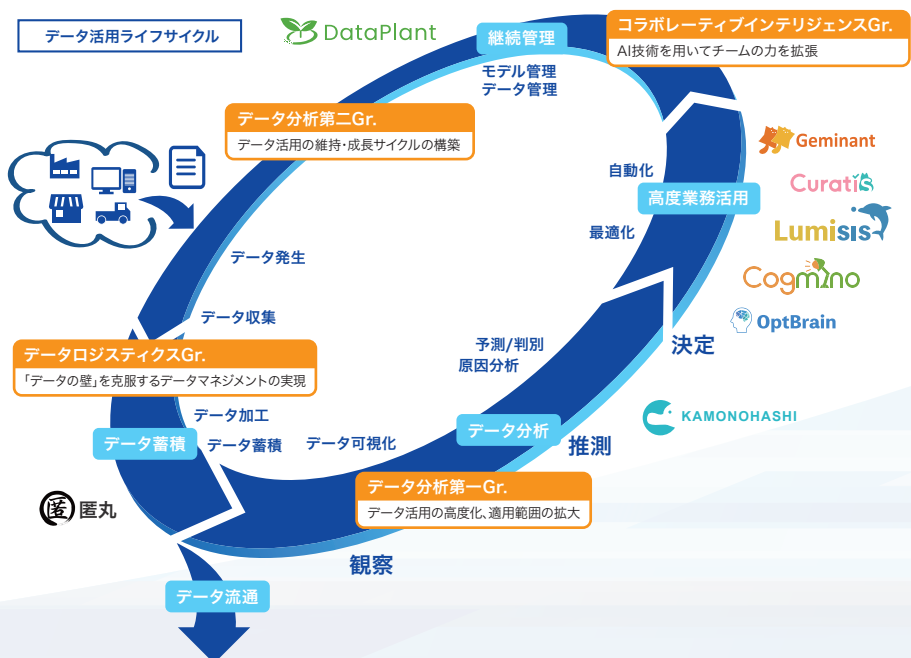 データ活用ライフサイクル
DataPlant
継続管理
モデル管理
データ管理
コラボレーティブインテリジェンスGr.
AI技術を用いてチームの力を拡張
データ分析第二Gr.
データ活用の維持・成長サイクルの構築
Geminant
自動化
高度業務活用
Curatis
最適化
Lumisis
データ発生
Cogmino
データ収集
OptBrain
決定
予測/判別
原因分析
データロジスティクスGr.
「データの壁」を克服するデータマネジメントの実現
データ加工
KAMONOHASHI
データ分析
データ蓄積
データ蓄積
データ可視化
推測
データ分析第一Gr.
データ活用の高度化、適用範囲の拡大
匿 匿丸
観察
データ流通